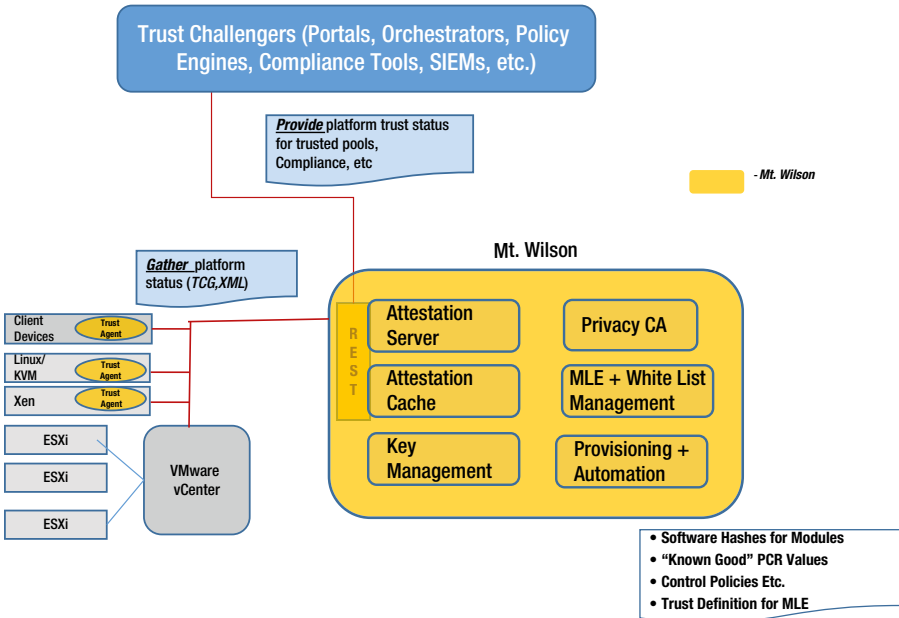 Trust Challengers (Portals, Orchestrators, Policy
Engines, Compliance Tools, SIEMs, etc.)
Provide platform trust status
for trusted pools,
Compliance, etc
- Mt. Wilson
Mt. Wilson
Gather platform
status (TCG,XML)
Client
Devices
Trust
Agent
Linux/
KVM
Trust
Agent
Xen
Trust
Agent
ESXi
ESXi
ESXi
VMware
vCenter
R
E
S
T
Attestation
Server
Privacy CA
Attestation
Cache
MLE + White List
Management
Key
Management
Provisioning +
Automation
• Software Hashes for Modules
• “Known Good” PCR Values
• Control Policies Etc.
• Trust Definition for MLE